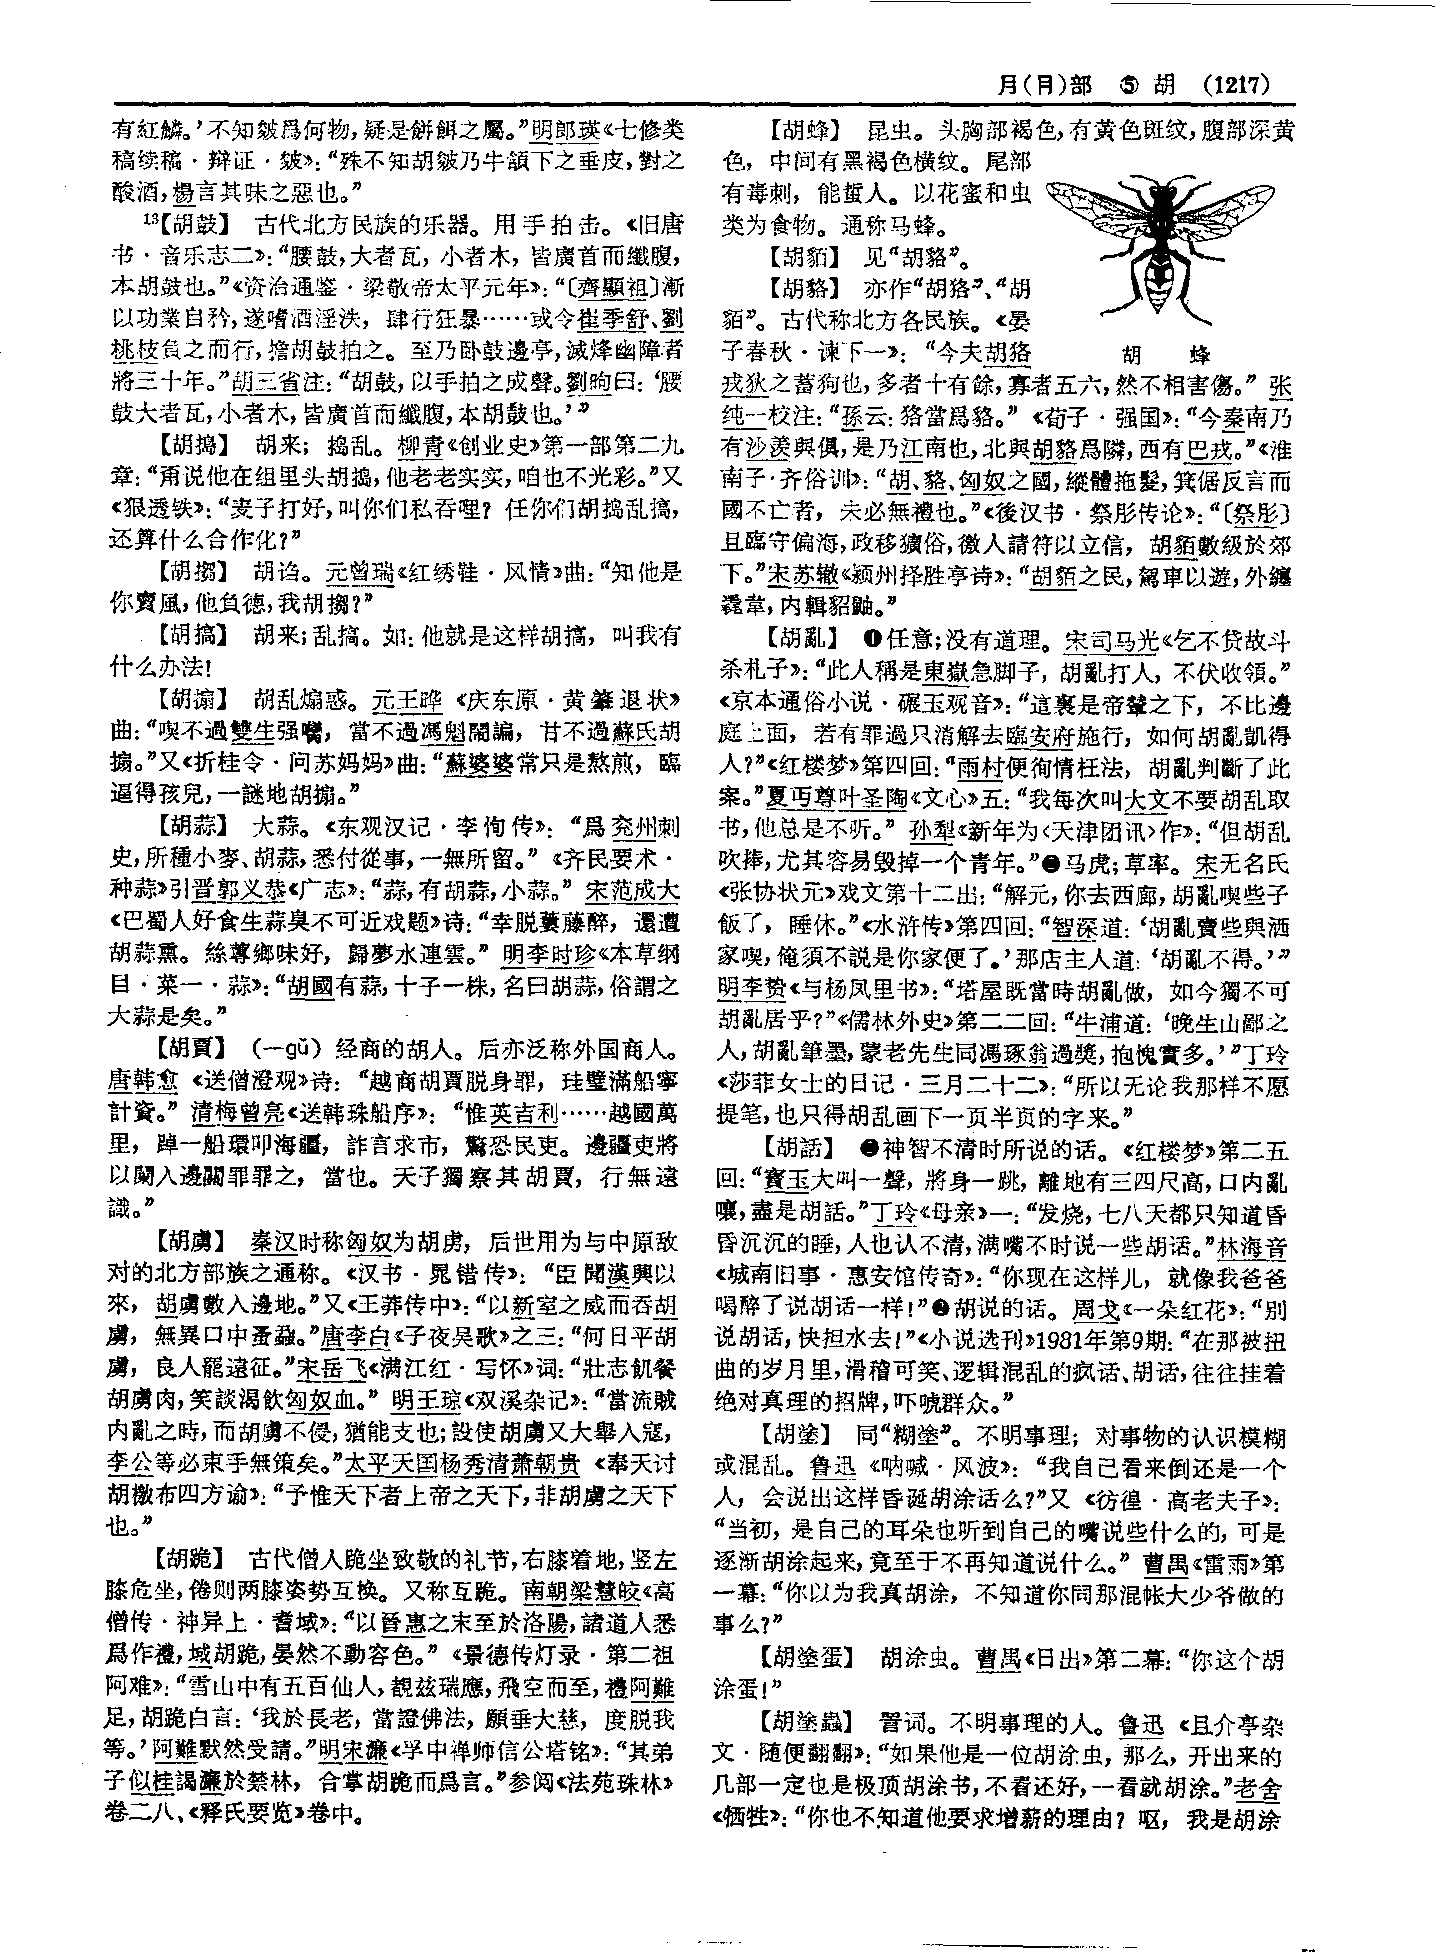 月(⺼)部 ⑤ 胡 (1217)
有紅鱗。’不知皴爲何物，疑是餅餌之屬。”明郎瑛《七修类
稿续稿·辩证·皴》：“殊不知胡皴乃牛頷下之垂皮，對之
酸酒，易言其味之惡也。”
¹³【胡鼓】 古代北方民族的乐器。用手拍击。《旧唐
书·音乐志二》：“腰鼓，大者瓦，小者木，皆廣首而纖腹，
本胡鼓也。”《资治通鉴·梁敬帝太平元年》：“〔齊顯祖〕漸
以功業自矜，遂嗜酒淫泆，肆行狂暴……或令崔季舒、劉
桃枝負之而行，擔胡鼓拍之。至乃卧鼓邊亭，滅烽幽障者
將三十年。”胡三省注：“胡鼓，以手拍之成聲。劉昫曰：‘腰
鼓大者瓦，小者木，皆廣首而纖腹，本胡鼓也。’”
【胡捣】 胡来；捣乱。柳青《创业史》第一部第二九
章：“甭说他在组里头胡捣，他老老实实，咱也不光彩。”又
《狠透铁》：“麦子打好，叫你们私吞哩？任你们胡捣乱搞，
还算什么合作化？”
【胡搊】 胡诌。元曾瑞《红绣鞋·风情》曲：“知他是
你賣風，他負德，我胡搊？”
【胡搞】 胡来；乱搞。如：他就是这样胡搞，叫我有
什么办法！
【胡搧】 胡乱煽惑。元王晔《庆东原·黄肇退状》
曲：“喫不過雙生强嘴，當不過馮魁閙諞，甘不過蘇氏胡
搧。”又《折桂令·问苏妈妈》曲：“蘇婆婆常只是熬煎，臨
逼得孩兒，一謎地胡搧。”
【胡蒜】 大蒜。《东观汉记·李恂传》：“爲兖州刺
史，所種小麥、胡蒜，悉付從事，一無所留。”《齐民要术·
种蒜》引晋郭义恭《广志》：“蒜，有胡蒜，小蒜。”宋范成大
《巴蜀人好食生蒜臭不可近戏题》诗：“幸脱蔞藤醉，還遭
胡蒜熏。絲蓴鄉味好，歸夢水連雲。”明李时珍《本草纲
目·菜一·蒜》：“胡國有蒜，十子一株，名曰胡蒜，俗謂之
大蒜是矣。”
【胡賈】 (—gǔ) 经商的胡人。后亦泛称外国商人。
唐韩愈《送僧澄观》诗：“越商胡賈脱身罪，珪璧滿船寧
計資。”清梅曾亮《送韩珠船序》：“惟英吉利……越國萬
里，踔一船環叩海疆，詐言求市，驚恐民吏。邊疆吏將
以闌入邊關罪罪之，當也。天子獨察其胡賈，行無遠
識。”
【胡虜】 秦汉时称匈奴为胡虏，后世用为与中原敌
对的北方部族之通称。《汉书·晁错传》：“臣聞漢興以
來，胡虜數入邊地。”又《王莽传中》：“以新室之威而吞胡
虜，無異口中蚤蝨。”唐李白《子夜吴歌》之三：“何日平胡
虜，良人罷遠征。”宋岳飞《满江红·写怀》词：“壯志飢餐
胡虜肉，笑談渴飲匈奴血。”明王琼《双溪杂记》：“當流賊
内亂之時，而胡虜不侵，猶能支也；設使胡虜又大舉入寇，
李公等必束手無策矣。”太平天囯杨秀清萧朝贵《奉天讨
胡檄布四方谕》：“予惟天下者上帝之天下，非胡虜之天下
也。”
【胡跪】 古代僧人跪坐致敬的礼节，右膝着地，竖左
膝危坐，倦则两膝姿势互换。又称互跪。南朝梁慧皎《高
僧传·神异上·耆域》：“以晉惠之末至於洛陽，諸道人悉
爲作禮，域胡跪，晏然不動容色。”《景德传灯录·第二祖
阿难》：“雪山中有五百仙人，覩兹瑞應，飛空而至，禮阿難
足，胡跪白言：‘我於長老，當證佛法，願垂大慈，度脱我
等。’阿難默然受請。”明宋濂《孚中禅师信公塔铭》：“其弟
子似桂謁濂於禁林，合掌胡跪而爲言。”参阅《法苑珠林》
卷二八、《释氏要览》卷中。
【胡蜂】 昆虫。头胸部褐色，有黄色斑纹，腹部深黄
色，中间有黑褐色横纹。尾部
有毒刺，能蜇人。以花蜜和虫
类为食物。通称马蜂。
【胡貊】 见“胡貉”。
【胡貉】 亦作“胡狢”、“胡
貊”。古代称北方各民族。《晏
子春秋·谏下一》：“今夫胡狢
胡 蜂
戎狄之蓄狗也，多者十有餘，寡者五六，然不相害傷。”张
纯一校注：“孫云：狢當爲貉。”《荀子·强国》：“今秦南乃
有沙羡與俱，是乃江南也，北與胡貉爲隣，西有巴戎。”《淮
南子·齐俗训》：“胡、貉、匈奴之國，縱體拖髮，箕倨反言而
國不亡者，未必無禮也。”《後汉书·祭肜传论》：“〔祭肜〕
且臨守偏海，政移獷俗，徼人請符以立信，胡貊數級於郊
下。”宋苏辙《颍州择胜亭诗》：“胡貊之民，駕車以遊，外纏
毳韋，内輯貂鼬。”
【胡亂】 ❶任意；没有道理。宋司马光《乞不贷故斗
杀札子》：“此人稱是東嶽急脚子，胡亂打人，不伏收領。”
《京本通俗小说·碾玉观音》：“這裏是帝輦之下，不比邊
庭上面，若有罪過只消解去臨安府施行，如何胡亂凱得
人？”《红楼梦》第四回：“雨村便徇情枉法，胡亂判斷了此
案。”夏丏尊叶圣陶《文心》五：“我每次叫大文不要胡乱取
书，他总是不听。”孙犁《新年为〈天津团讯〉作》：“但胡乱
吹捧，尤其容易毁掉一个青年。”❷马虎；草率。宋无名氏
《张协状元》戏文第十二出：“解元，你去西廊，胡亂喫些子
飯了，睡休。”《水浒传》第四回：“智深道：‘胡亂賣些與洒
家喫，俺須不説是你家便了。’那店主人道：‘胡亂不得。’”
明李贽《与杨凤里书》：“塔屋既當時胡亂做，如今獨不可
胡亂居乎？”《儒林外史》第二二回：“牛浦道：‘晚生山鄙之
人，胡亂筆墨，蒙老先生同馮琢翁過獎，抱愧實多。’”丁玲
《莎菲女士的日记·三月二十二》：“所以无论我那样不愿
提笔，也只得胡乱画下一页半页的字来。”
【胡話】 ❶神智不清时所说的话。《红楼梦》第二五
回：“寳玉大叫一聲，將身一跳，離地有三四尺高，口内亂
嚷，盡是胡話。”丁玲《母亲》一：“发烧，七八天都只知道昏
昏沉沉的睡，人也认不清，满嘴不时说一些胡话。”林海音
《城南旧事·惠安馆传奇》：“你现在这样儿，就像我爸爸
喝醉了说胡话一样！”❷胡说的话。周戈《一朵红花》：“别
说胡话，快担水去！”《小说选刊》1981年第9期：“在那被扭
曲的岁月里，滑稽可笑、逻辑混乱的疯话、胡话，往往挂着
绝对真理的招牌，吓唬群众。”
【胡塗】 同“糊塗”。不明事理；对事物的认识模糊
或混乱。鲁迅《呐喊·风波》：“我自己看来倒还是一个
人，会说出这样昏诞胡涂话么？”又《彷徨·高老夫子》：
“当初，是自己的耳朵也听到自己的嘴说些什么的，可是
逐渐胡涂起来，竟至于不再知道说什么。”曹禺《雷雨》第
一幕：“你以为我真胡涂，不知道你同那混帐大少爷做的
事么？”
【胡塗蛋】 胡涂虫。曹禺《日出》第二幕：“你这个胡
涂蛋！”
【胡塗蟲】 詈词。不明事理的人。鲁迅《且介亭杂
文·随便翻翻》：“如果他是一位胡涂虫，那么，开出来的
几部一定也是极顶胡涂书，不看还好，一看就胡涂。”老舍
《牺牲》：“你也不知道他要求增薪的理由？呕，我是胡涂